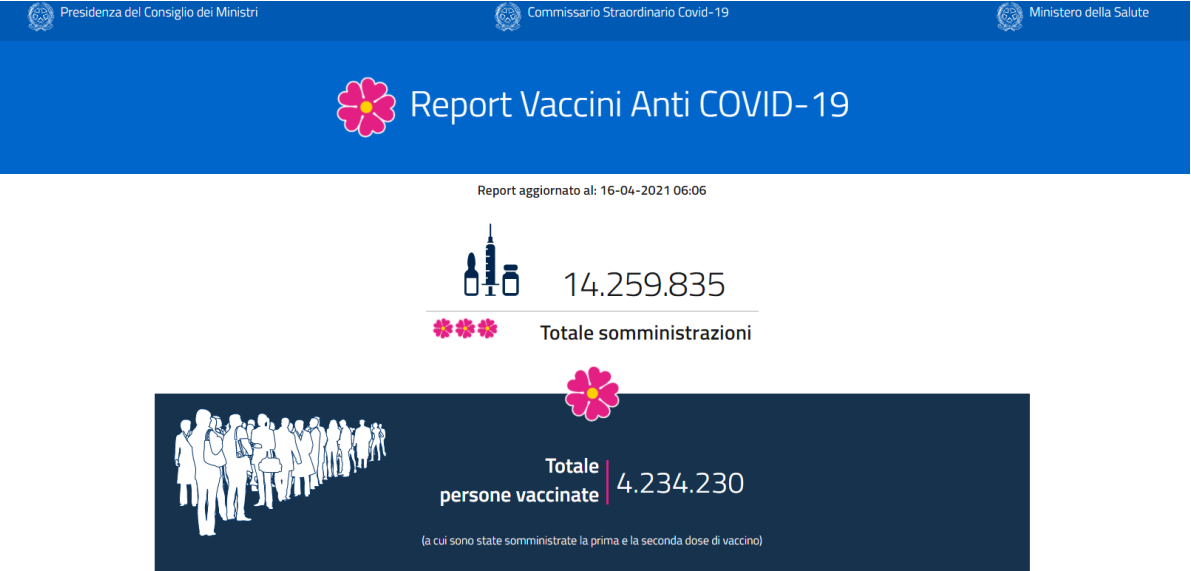 Presidenza del Consiglio dei Ministri
Commissario Straordinario Covid-19
Ministero della Salute
Report Vaccini Anti COVID-19
Report aggiornato al: 16-04-2021 06:06
14.259.835
Totale somministrazioni
Totale
persone vaccinate
4.234.230
(a cui sono state somministrate la prima e la seconda dose di vaccino)